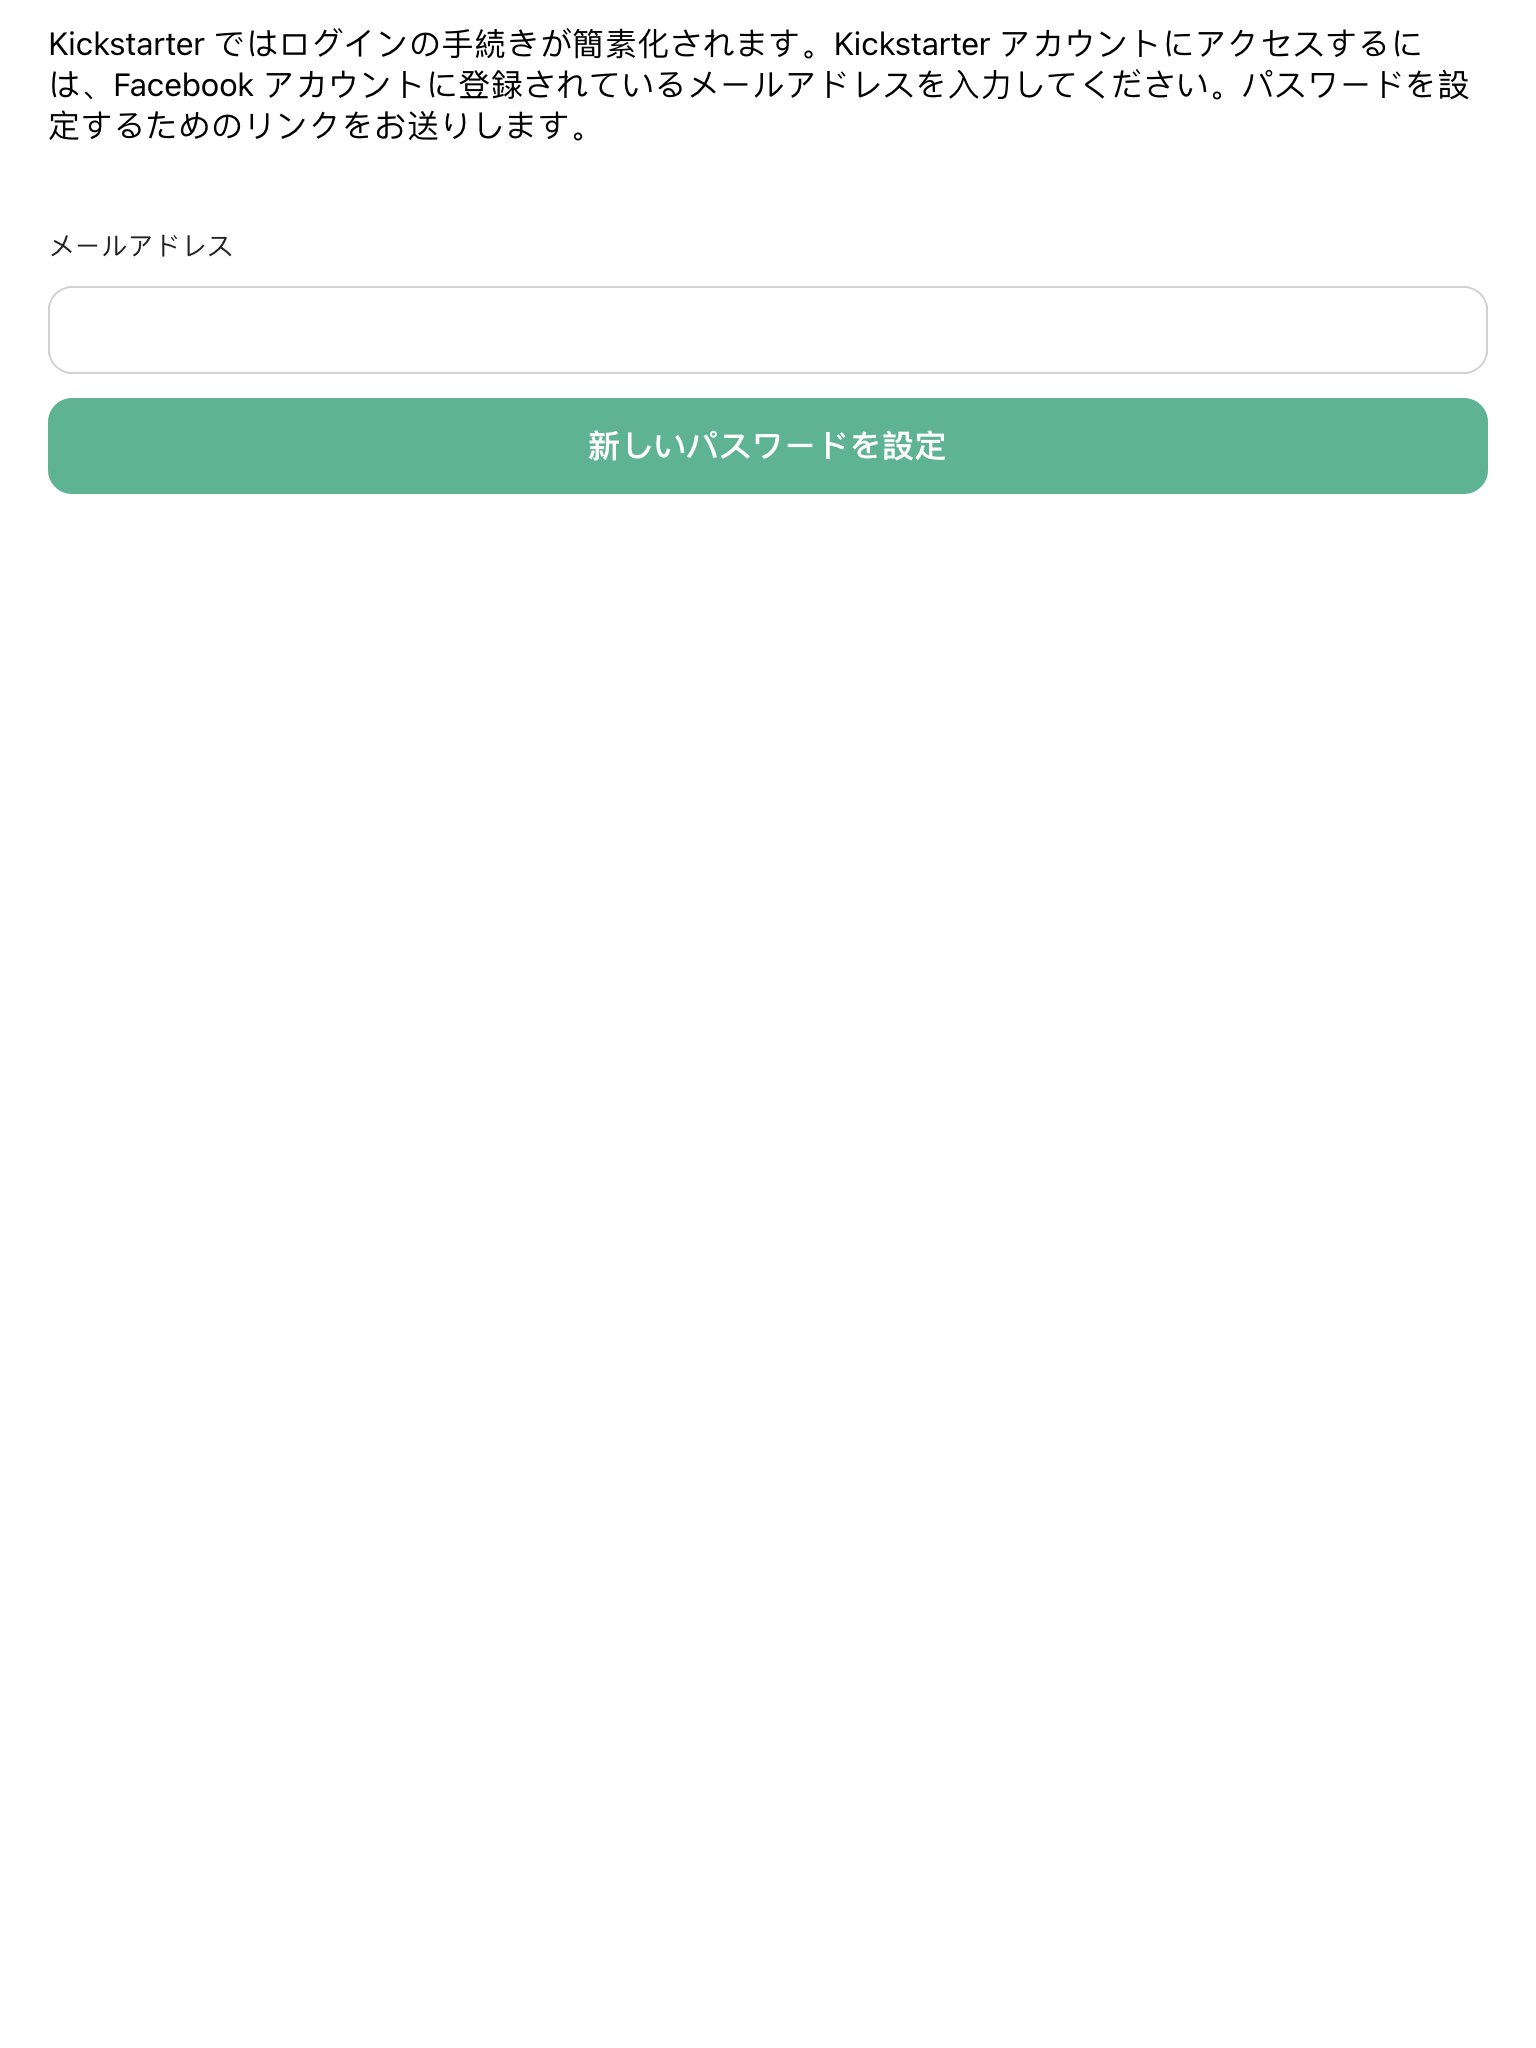 Kickstarter ではログインの手続きが簡素化されます。Kickstarter アカウントにアクセスするに
は、Facebook アカウントに登録されているメールアドレスを入力してください。パスワードを設
定するためのリンクをお送りします。
メールアドレス
新しいパスワードを設定